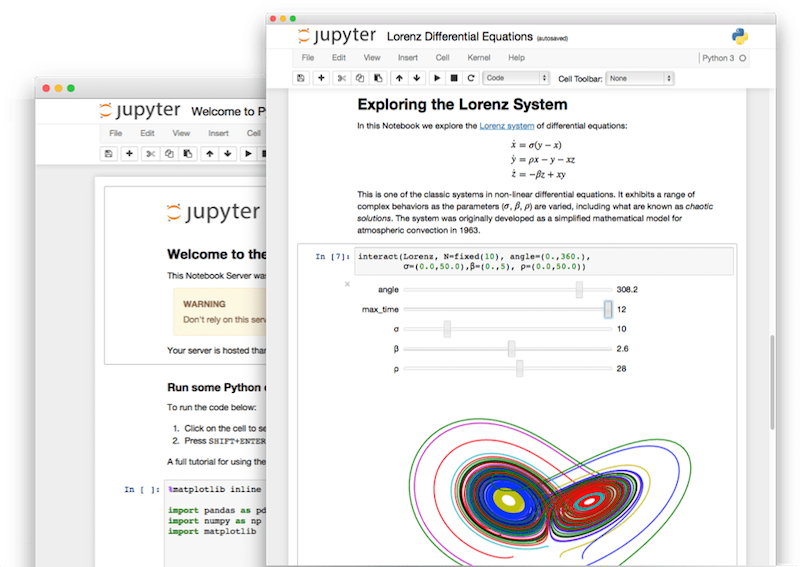 jupyter Lorenz Differential Equations (autosaved)
File Edit View Insert Cell Kernel Help Python 3
Code Cell Toolbar: None
Exploring the Lorenz System
In this Notebook we explore the Lorenz system of differential equations:
ẋ = σ(y − x)
ẏ = ρx − y − xz
ż = −βz + xy
This is one of the classic systems in non-linear differential equations. It exhibits a range of
complex behaviors as the parameters (σ, β, ρ) are varied, including what are known as chaotic
solutions. The system was originally developed as a simplified mathematical model for
atmospheric convection in 1963.
In [7]: interact(Lorenz, N=fixed(10), angle=(0.,360.),
σ=(0.0,50.0),β=(0.,5), ρ=(0.0,50.0))
angle 308.2
max_time 12
σ 10
β 2.6
ρ 28
jupyter Welcome to P
File Edit View Insert Cell
jupyter
Welcome to the
This Notebook Server was
WARNING
Don't rely on this serv
Your server is hosted than
Run some Python
To run the code below:
1. Click on the cell to se
2. Press SHIFT+ENTER
A full tutorial for using the
In [ ]: %matplotlib inline
import pandas as pd
import numpy as np
import matplotlib